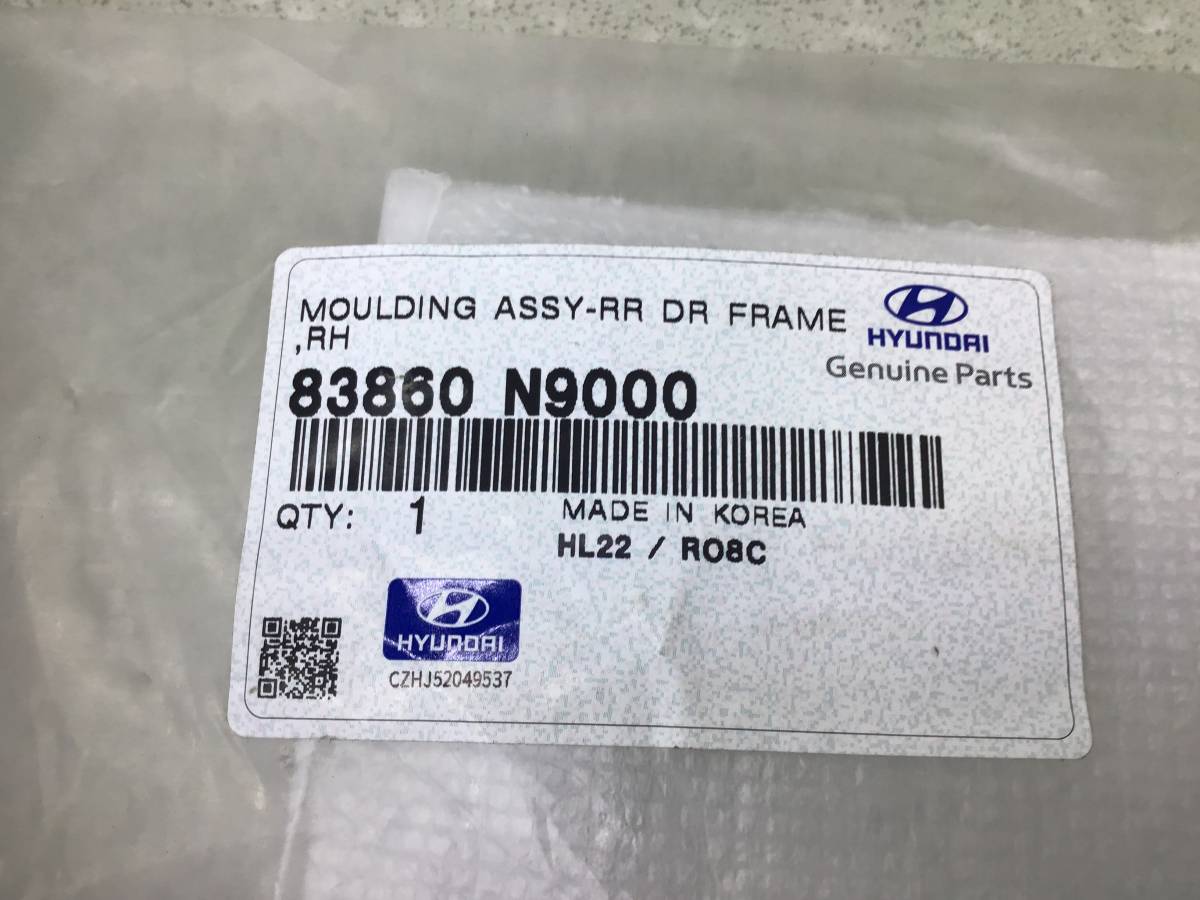 MOULDING ASSY-RR DR FRAME
,RH
HYUNDAI
Genuine Parts
83860 N9000
QTY: 1
MADE IN KOREA
HL22 / R08C
HYUNDAI
CZHJ52049537